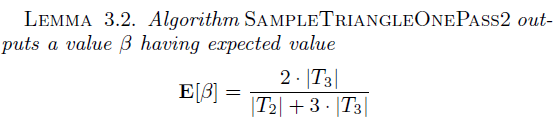 LEMMA 3.2. Algorithm SAMPLETRIANGLEONEPASS2 out-
puts a value β having expected value
E[β] = 2 · |T₃| / |T₂| + 3 · |T₃|